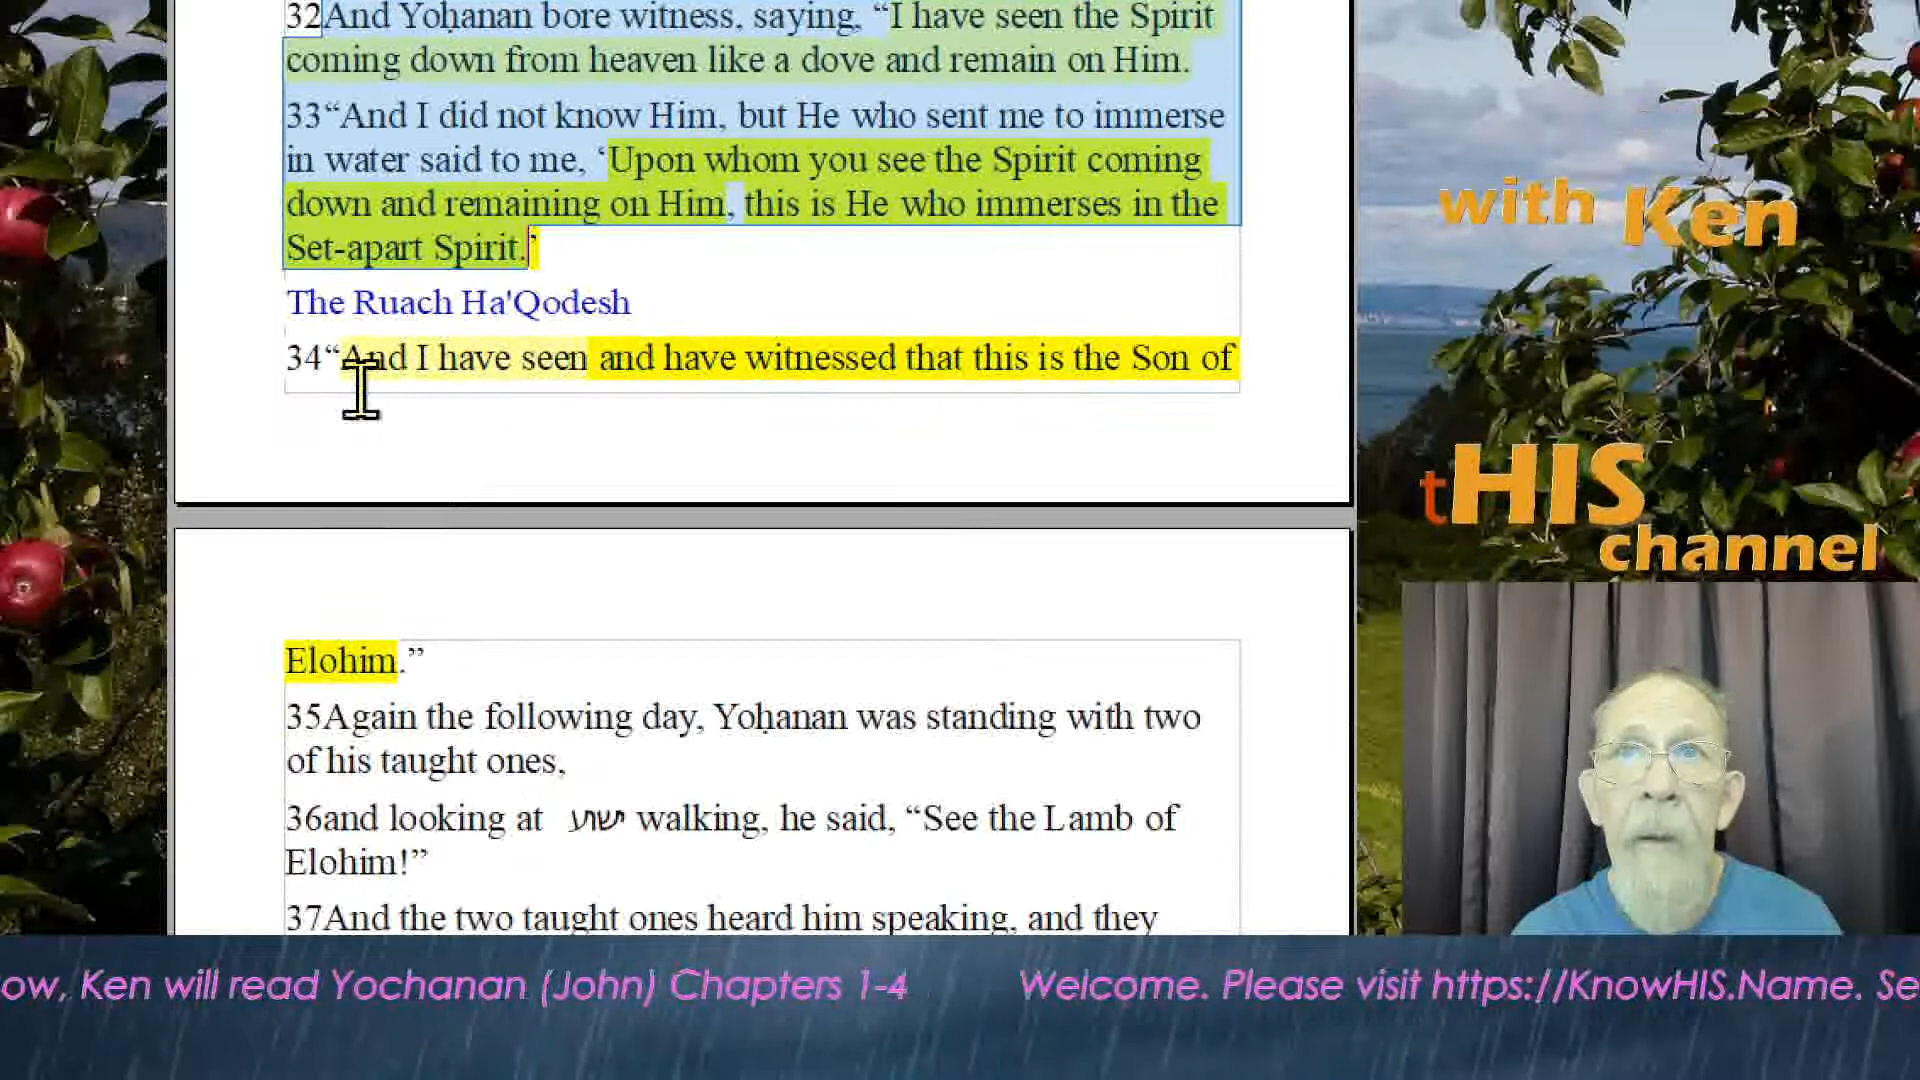 32And Yoḥanan bore witness, saying, “I have seen the Spirit
coming down from heaven like a dove and remain on Him.
33“And I did not know Him, but He who sent me to immerse
in water said to me, ‘Upon whom you see the Spirit coming
down and remaining on Him, this is He who immerses in the
Set-apart Spirit.’
The Ruach Ha'Qodesh
34“And I have seen and have witnessed that this is the Son of
Elohim.”
35Again the following day, Yoḥanan was standing with two
of his taught ones,
36and looking at ישוע walking, he said, “See the Lamb of
Elohim!”
37And the two taught ones heard him speaking, and they
with Ken
tHIS
channel
ow, Ken will read Yochanan (John) Chapters 1-4 Welcome. Please visit https://KnowHIS.Name. Se